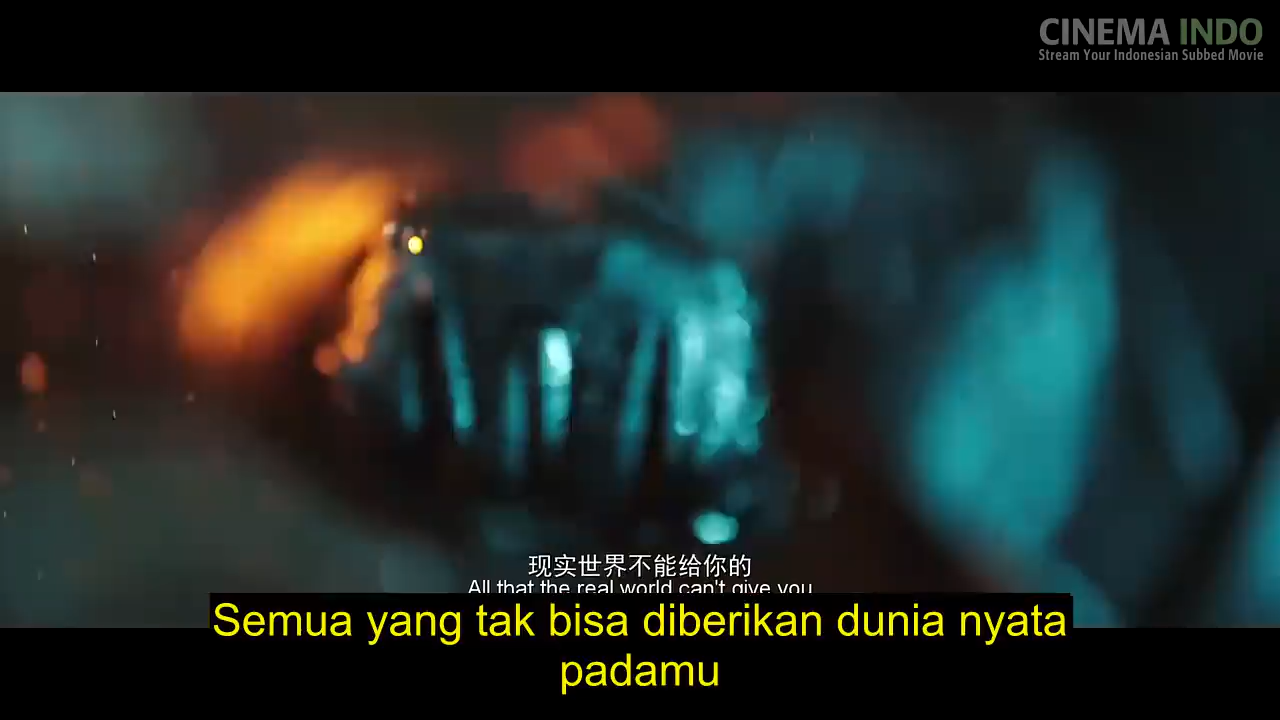 CINEMA INDO
Stream Your Indonesian Subbed Movie
现实世界不能给你的
All that the real world can't give you
Semua yang tak bisa diberikan dunia nyata
padamu